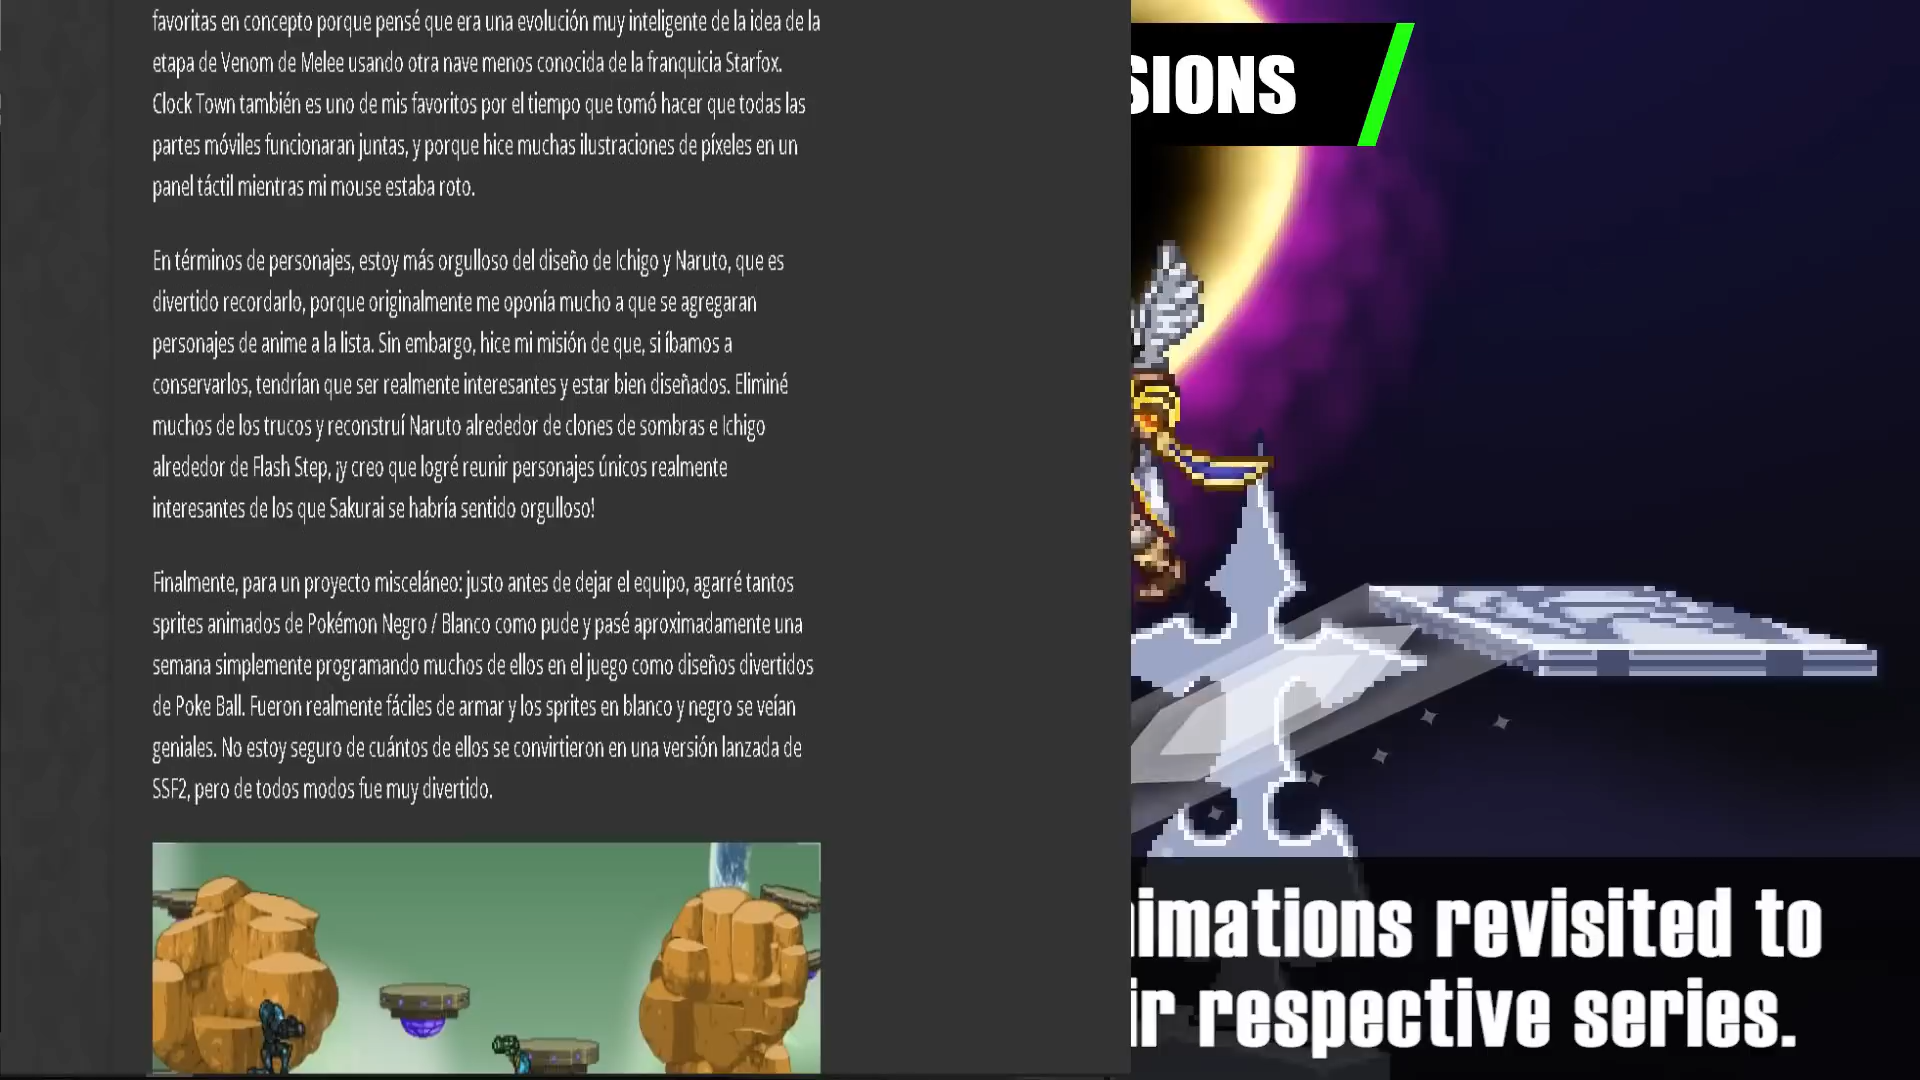 favoritas en concepto porque pensé que era una evolución muy inteligente de la idea de la
etapa de Venom de Melee usando otra nave menos conocida de la franquicia Starfox.
Clock Town también es uno de mis favoritos por el tiempo que tomó hacer que todas las
partes móviles funcionaran juntas, y porque hice muchas ilustraciones de píxeles en un
panel táctil mientras mi mouse estaba roto.
En términos de personajes, estoy más orgulloso del diseño de Ichigo y Naruto, que es
divertido recordarlo, porque originalmente me oponía mucho a que se agregaran
personajes de anime a la lista. Sin embargo, hice mi misión de que, si íbamos a
conservarlos, tendrían que ser realmente interesantes y estar bien diseñados. Eliminé
muchos de los trucos y reconstruí Naruto alrededor de clones de sombras e Ichigo
alrededor de Flash Step, ¡y creo que logré reunir personajes únicos realmente
interesantes de los que Sakurai se habría sentido orgulloso!
Finalmente, para un proyecto misceláneo: justo antes de dejar el equipo, agarré tantos
sprites animados de Pokémon Negro / Blanco como pude y pasé aproximadamente una
semana simplemente programando muchos de ellos en el juego como diseños divertidos
de Poke Ball. Fueron realmente fáciles de armar y los sprites en blanco y negro se veían
geniales. No estoy seguro de cuántos de ellos se convirtieron en una versión lanzada de
SSF2, pero de todos modos fue muy divertido.
SIONS
nimations revisited to
ir respective series.